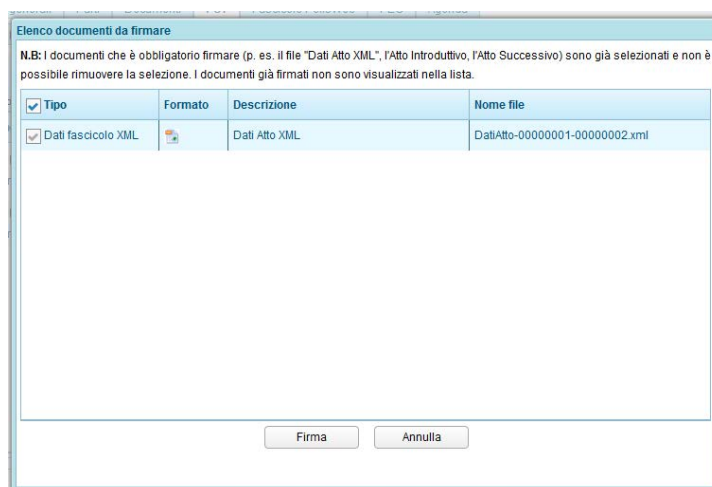 Elenco documenti da firmare
N.B: I documenti che è obbligatorio firmare (p. es. il file "Dati Atto XML", l'Atto Introduttivo, l'Atto Successivo) sono già selezionati e non è
possibile rimuovere la selezione. I documenti già firmati non sono visualizzati nella lista.
Tipo Formato Descrizione Nome file
Dati fascicolo XML Dati Atto XML DatiAtto-00000001-00000002.xml
Firma Annulla